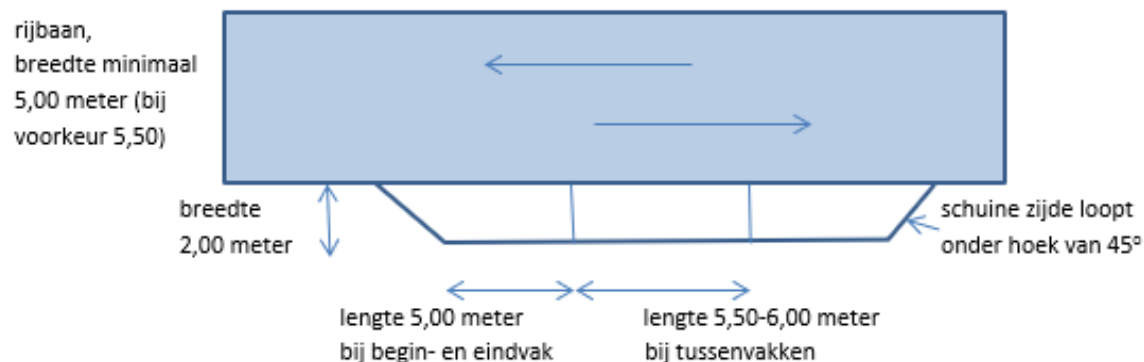 rijbaan,
breedte minimaal
5,00 meter (bij
voorkeur 5,50)
breedte
2,00 meter
schuine zijde loopt
onder hoek van 45°
lengte 5,00 meter
bij begin- en eindvak
lengte 5,50-6,00 meter
bij tussenvakken